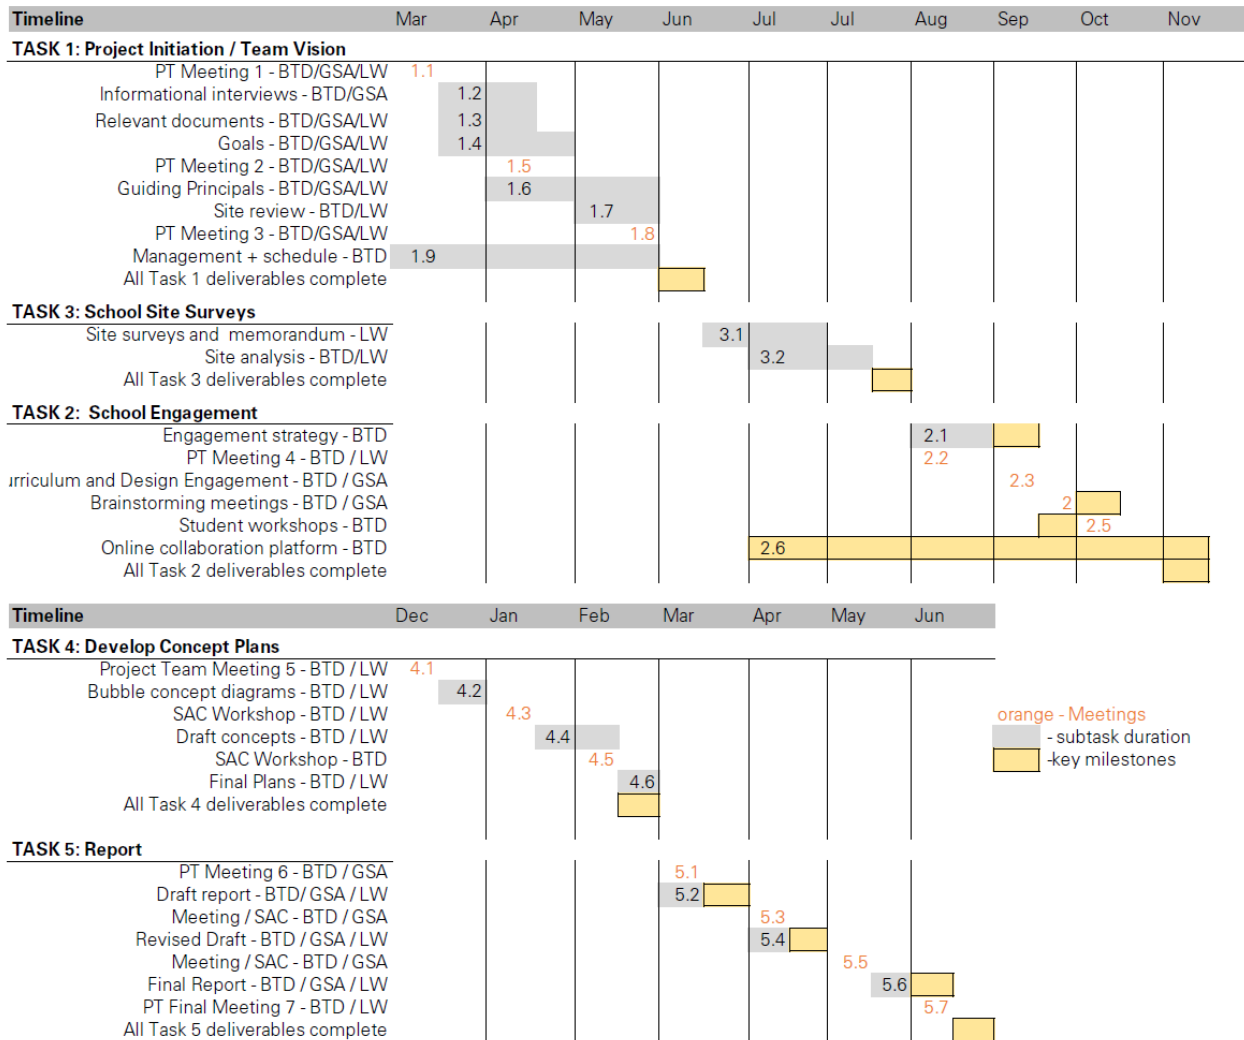 Timeline Mar Apr May Jun Jul Jul Aug Sep Oct Nov
TASK 1: Project Initiation / Team Vision
PT Meeting 1 - BTD/GSA/LW 1.1
Informational interviews - BTD/GSA 1.2
Relevant documents - BTD/GSA/LW 1.3
Goals - BTD/GSA/LW 1.4
PT Meeting 2 - BTD/GSA/LW 1.5
Guiding Principals - BTD/GSA/LW 1.6
Site review - BTD/LW 1.7
PT Meeting 3 - BTD/GSA/LW 1.8
Management + schedule - BTD 1.9
All Task 1 deliverables complete
TASK 3: School Site Surveys
Site surveys and memorandum - LW 3.1
Site analysis - BTD/LW 3.2
All Task 3 deliverables complete
TASK 2: School Engagement
Engagement strategy - BTD 2.1
PT Meeting 4 - BTD / LW 2.2
urriculum and Design Engagement - BTD / GSA 2.3
Brainstorming meetings - BTD / GSA 2
Student workshops - BTD 2.5
Online collaboration platform - BTD 2.6
All Task 2 deliverables complete
Timeline Dec Jan Feb Mar Apr May Jun
TASK 4: Develop Concept Plans
Project Team Meeting 5 - BTD / LW 4.1
Bubble concept diagrams - BTD / LW 4.2
SAC Workshop - BTD / LW 4.3 orange - Meetings
Draft concepts - BTD / LW 4.4 - subtask duration
SAC Workshop - BTD 4.5 -key milestones
Final Plans - BTD / LW 4.6
All Task 4 deliverables complete
TASK 5: Report
PT Meeting 6 - BTD / GSA 5.1
Draft report - BTD/ GSA / LW 5.2
Meeting / SAC - BTD / GSA 5.3
Revised Draft - BTD / GSA / LW 5.4
Meeting / SAC - BTD / GSA 5.5
Final Report - BTD / GSA / LW 5.6
PT Final Meeting 7 - BTD / LW 5.7
All Task 5 deliverables complete